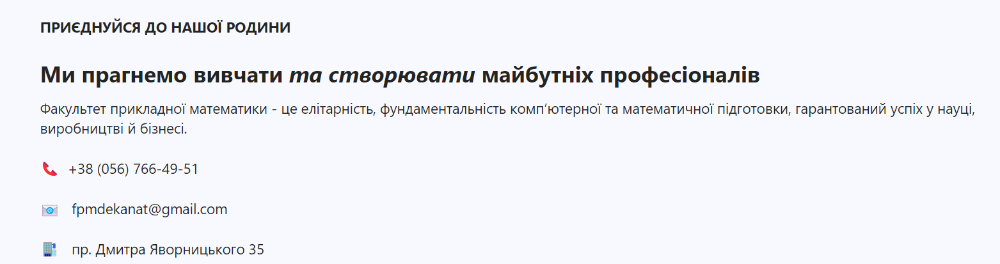 ПРИЄДНУЙСЯ ДО НАШОЇ РОДИНИ
Ми прагнемо вивчати та створювати майбутніх професіоналів
Факультет прикладної математики - це елітарність, фундаментальність комп’ютерної та математичної підготовки, гарантований успіх у науці,
виробництві й бізнесі.
+38 (056) 766-49-51
fpmdekanat@gmail.com
пр. Дмитра Яворницького 35